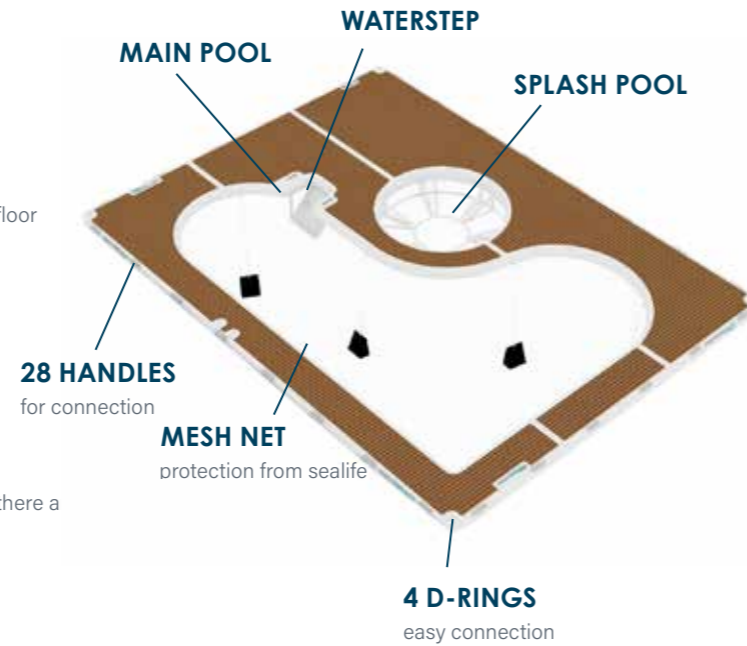 WATERSTEP
MAIN POOL
SPLASH POOL
floor
28 HANDLES
for connection
MESH NET
protection from sealife
there a
4 D-RINGS
easy connection